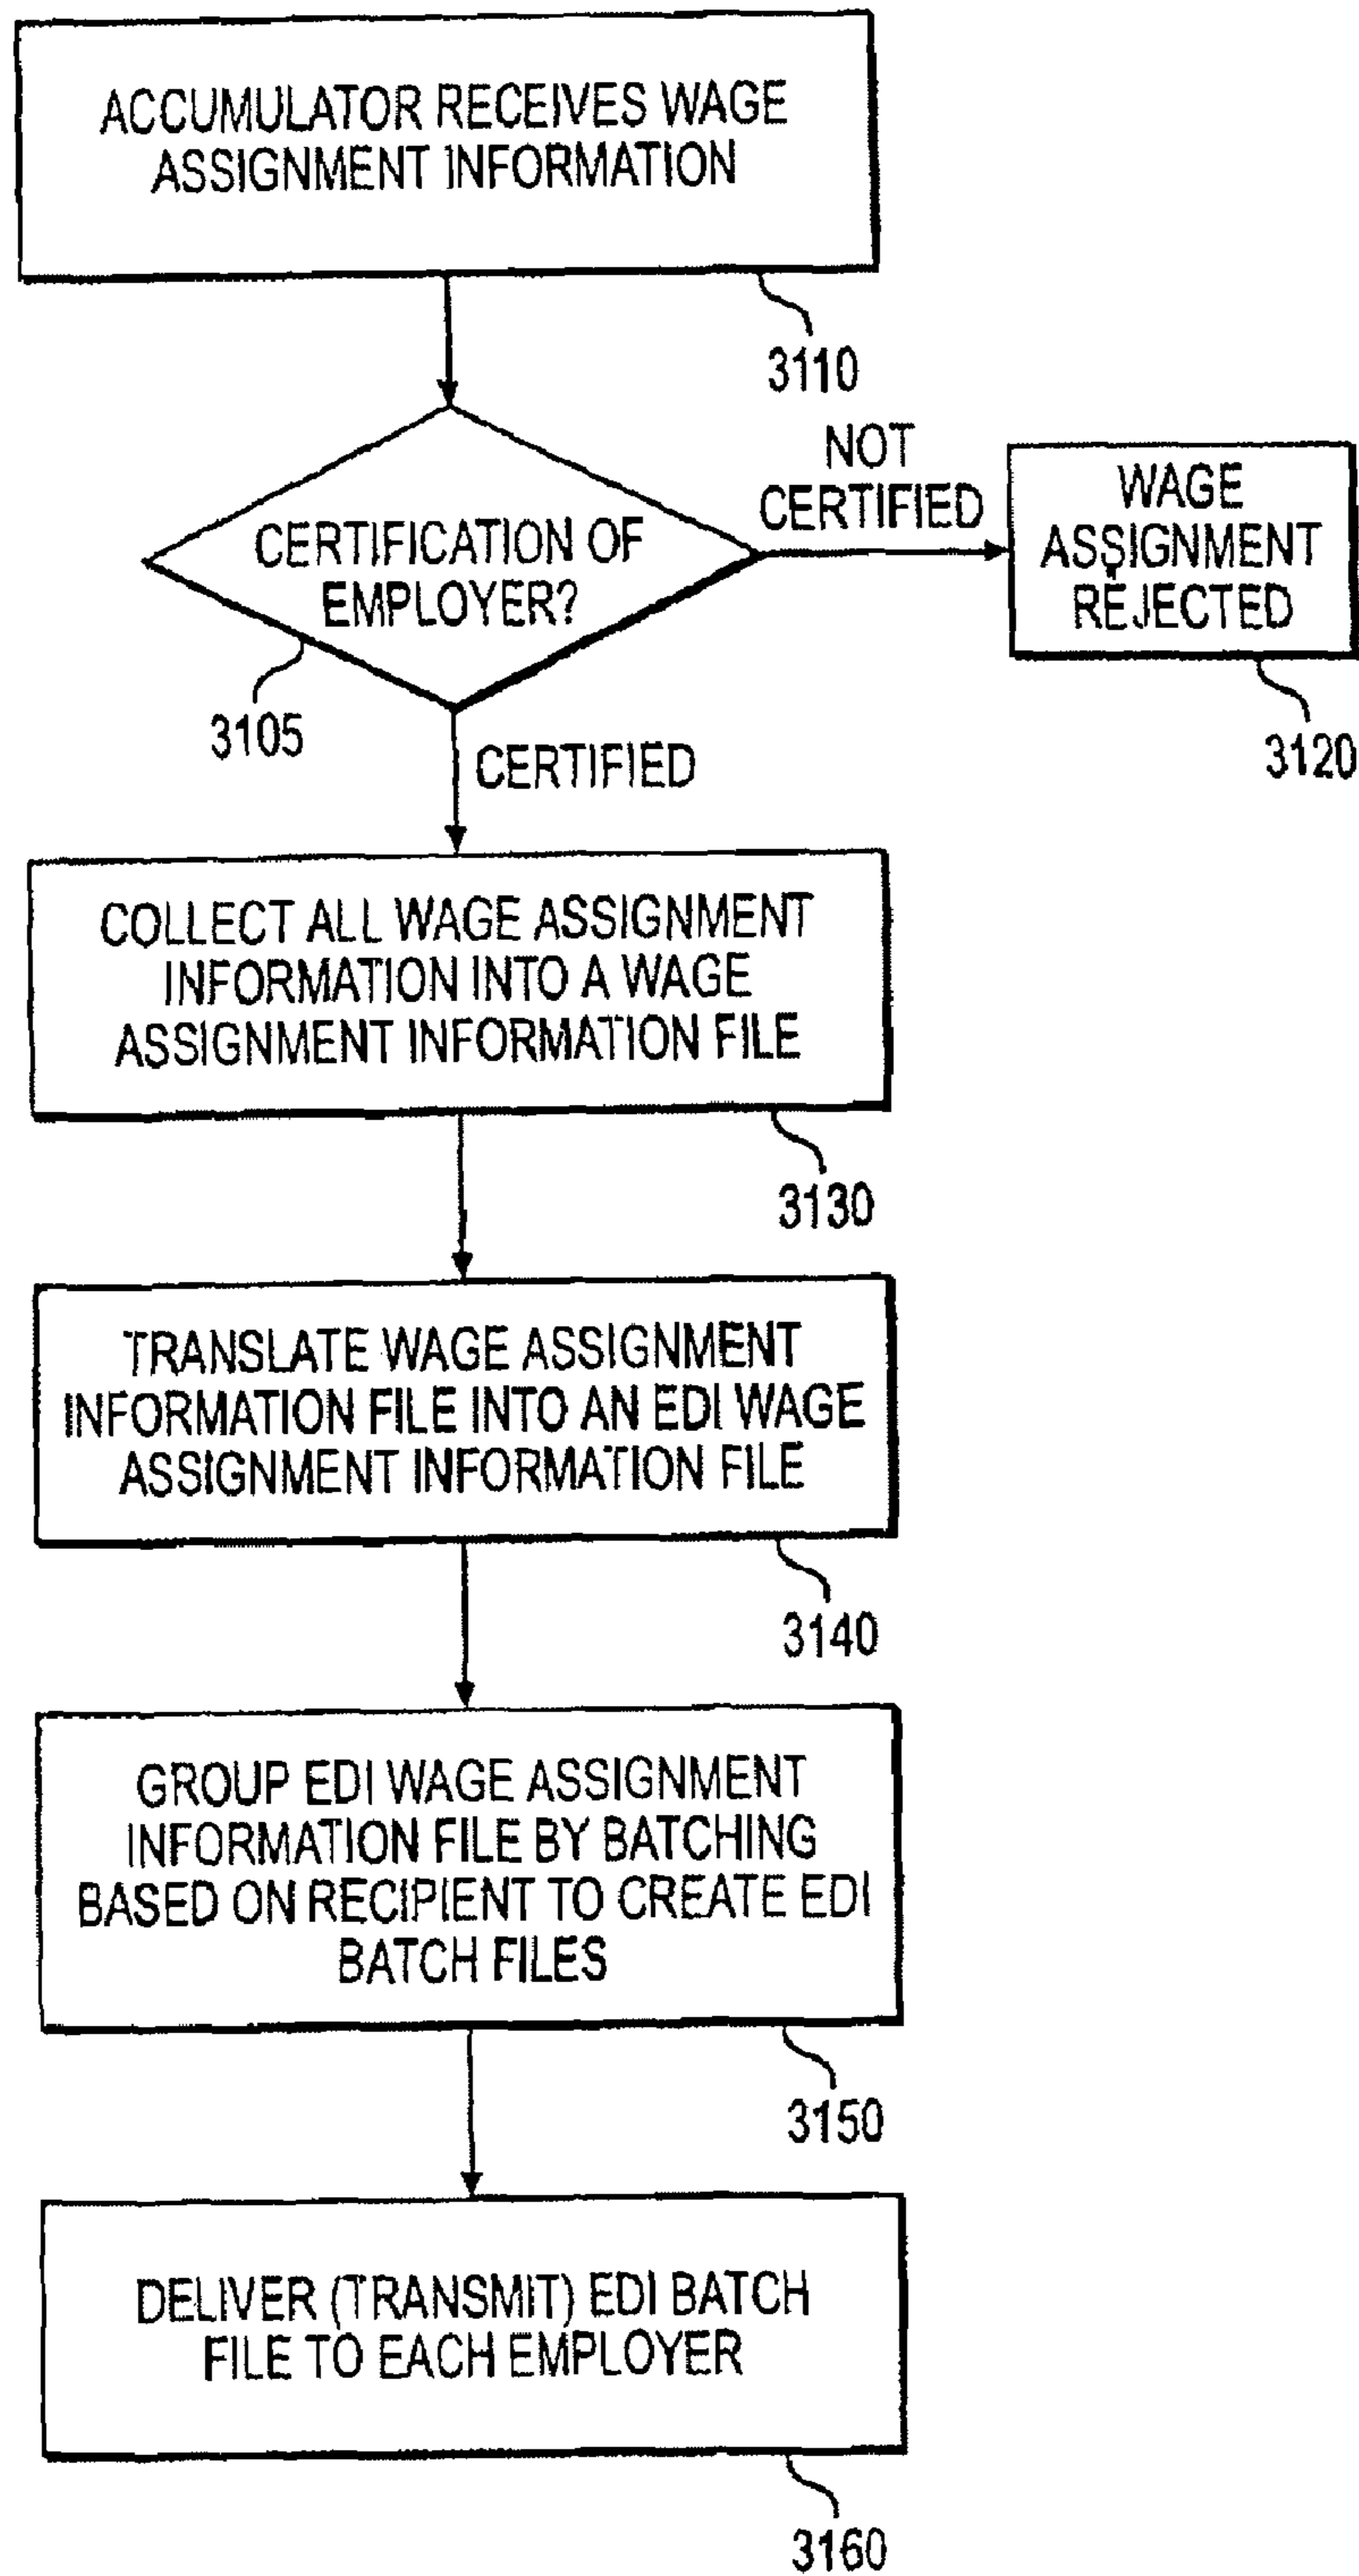 ACCUMULATOR RECEIVES WAGE
ASSIGNMENT INFORMATION
3110
CERTIFICATION OF
EMPLOYER?
3105
NOT
CERTIFIED
WAGE
ASSIGNMENT
REJECTED
3120
CERTIFIED
COLLECT ALL WAGE ASSIGNMENT
INFORMATION INTO A WAGE
ASSIGNMENT INFORMATION FILE
3130
TRANSLATE WAGE ASSIGNMENT
INFORMATION FILE INTO AN EDI WAGE
ASSIGNMENT INFORMATION FILE
3140
GROUP EDI WAGE ASSIGNMENT
INFORMATION FILE BY BATCHING
BASED ON RECIPIENT TO CREATE EDI
BATCH FILES
3150
DELIVER (TRANSMIT) EDI BATCH
FILE TO EACH EMPLOYER
3160